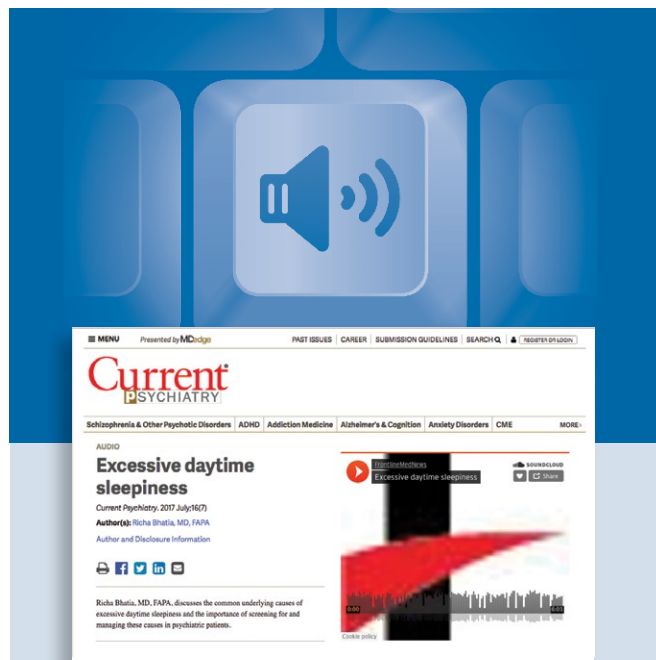 MENU Presented by MDedge PAST ISSUES CAREER SUBMISSION GUIDELINES SEARCH REGISTER OR LOGIN
Current
PSYCHIATRY
Schizophrenia & Other Psychotic Disorders ADHD Addiction Medicine Alzheimer's & Cognition Anxiety Disorders CME MORE›
AUDIO
Excessive daytime
sleepiness
Current Psychiatry. 2017 July;16(7)
Author(s): Richa Bhatia, MD, FAPA
Author and Disclosure Information
Richa Bhatia, MD, FAPA, discusses the common underlying causes of
excessive daytime sleepiness and the importance of screening for and
managing these causes in psychiatric patients.
FrontlineMedNews
Excessive daytime sleepiness
SOUNDCLOUD
Share
0:00
6:03
Cookie policy